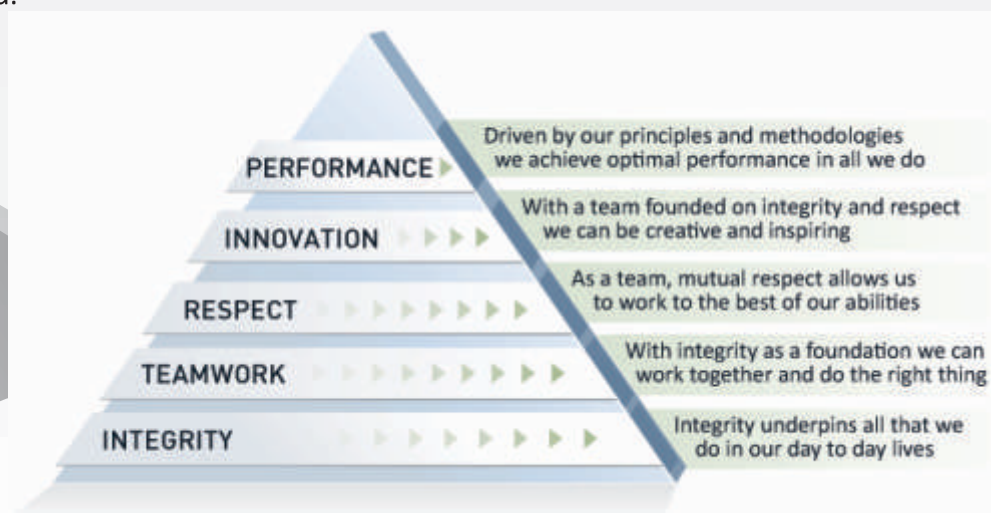 PERFORMANCE
Driven by our principles and methodologies
we achieve optimal performance in all we do
INNOVATION
With a team founded on integrity and respect
we can be creative and inspiring
RESPECT
As a team, mutual respect allows us
to work to the best of our abilities
TEAMWORK
With integrity as a foundation we can
work together and do the right thing
INTEGRITY
Integrity underpins all that we
do in our day to day lives